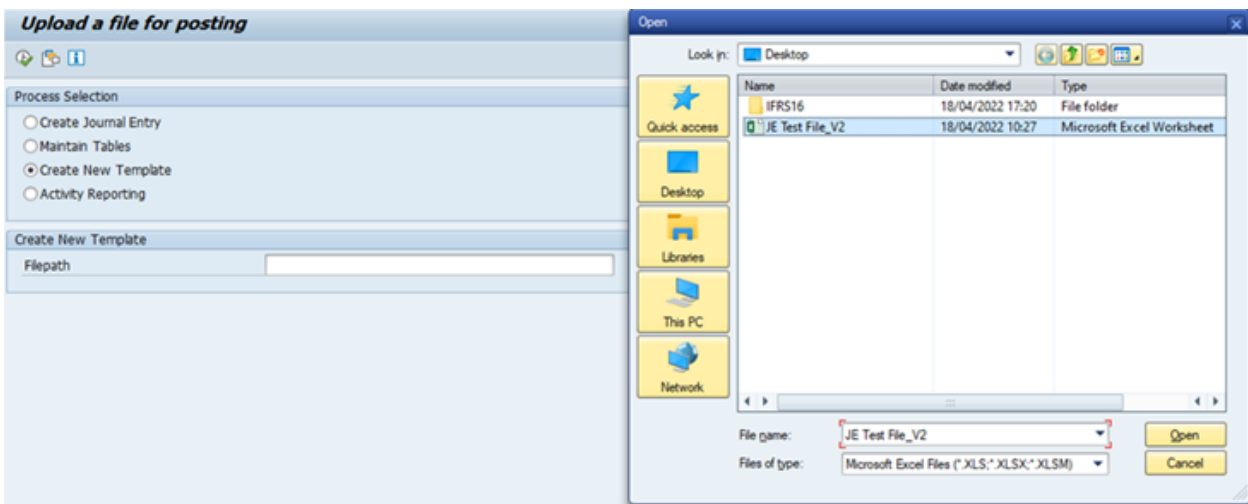 Upload a file for posting
Process Selection
Create Journal Entry
Maintain Tables
Create New Template
Activity Reporting
Create New Template
Filepath
Open
Look in: Desktop
Name Date modified Type
IFRS16 18/04/2022 17:20 File folder
JE Test File_V2 18/04/2022 10:27 Microsoft Excel Worksheet
Quick access
Desktop
Libraries
This PC
Network
File name: JE Test File_V2 Open
Files of type: Microsoft Excel Files (*.XLS;*.XLSX;*.XLSM) Cancel